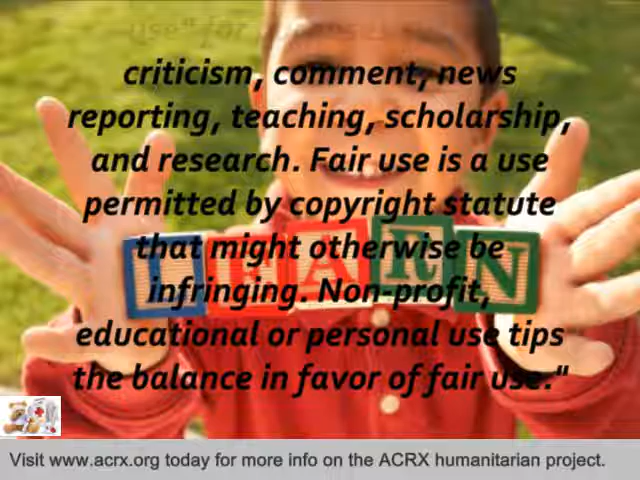 use" for
criticism, comment, news
reporting, teaching, scholarship,
and research. Fair use is a use
permitted by copyright statute
that might otherwise be
infringing. Non-profit,
educational or personal use tips
the balance in favor of fair use."
LEARN
Visit www.acrx.org today for more info on the ACRX humanitarian project.